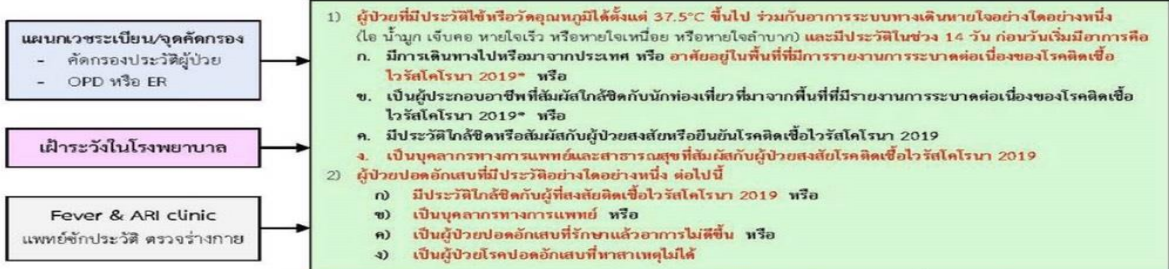 แผนกเวชระเบียน/จุดคัดกรอง
- คัดกรองประวัติผู้ป่วย
- OPD หรือ ER
เฝ้าระวังในโรงพยาบาล
Fever & ARI clinic
แพทย์ซักประวัติ ตรวจร่างกาย
1) ผู้ป่วยที่มีประวัติไข้หรือวัดอุณหภูมิได้ตั้งแต่ 37.5°C ขึ้นไป ร่วมกับอาการระบบทางเดินหายใจอย่างใดอย่างหนึ่ง
(ไอ น้ำมูก เจ็บคอ หายใจเร็ว หรือหายใจเหนื่อย หรือหายใจลำบาก) และมีประวัติในช่วง 14 วัน ก่อนวันเริ่มมีอาการคือ
ก. มีการเดินทางไปหรือมาจากประเทศ หรือ อาศัยอยู่ในพื้นที่ที่มีการรายงานการระบาดต่อเนื่องของโรคติดเชื้อ
ไวรัสโคโรนา 2019* หรือ
ข. เป็นผู้ประกอบอาชีพที่สัมผัสใกล้ชิดกับนักท่องเที่ยวที่มาจากพื้นที่ที่มีรายงานการระบาดต่อเนื่องของโรคติดเชื้อ
ไวรัสโคโรนา 2019* หรือ
ค. มีประวัติใกล้ชิดหรือสัมผัสกับผู้ป่วยสงสัยหรือยืนยันโรคติดเชื้อไวรัสโคโรนา 2019
ง. เป็นบุคลากรทางการแพทย์และสาธารณสุขที่สัมผัสกับผู้ป่วยสงสัยโรคติดเชื้อไวรัสโคโรนา 2019
2) ผู้ป่วยปอดอักเสบที่มีประวัติอย่างใดอย่างหนึ่ง ต่อไปนี้
ก) มีประวัติใกล้ชิดกับผู้ที่สงสัยติดเชื้อไวรัสโคโรนา 2019 หรือ
ข) เป็นบุคลากรทางการแพทย์ หรือ
ค) เป็นผู้ป่วยปอดอักเสบที่รักษาแล้วอาการไม่ดีขึ้น หรือ
ง) เป็นผู้ป่วยโรคปอดอักเสบที่หาสาเหตุไม่ได้